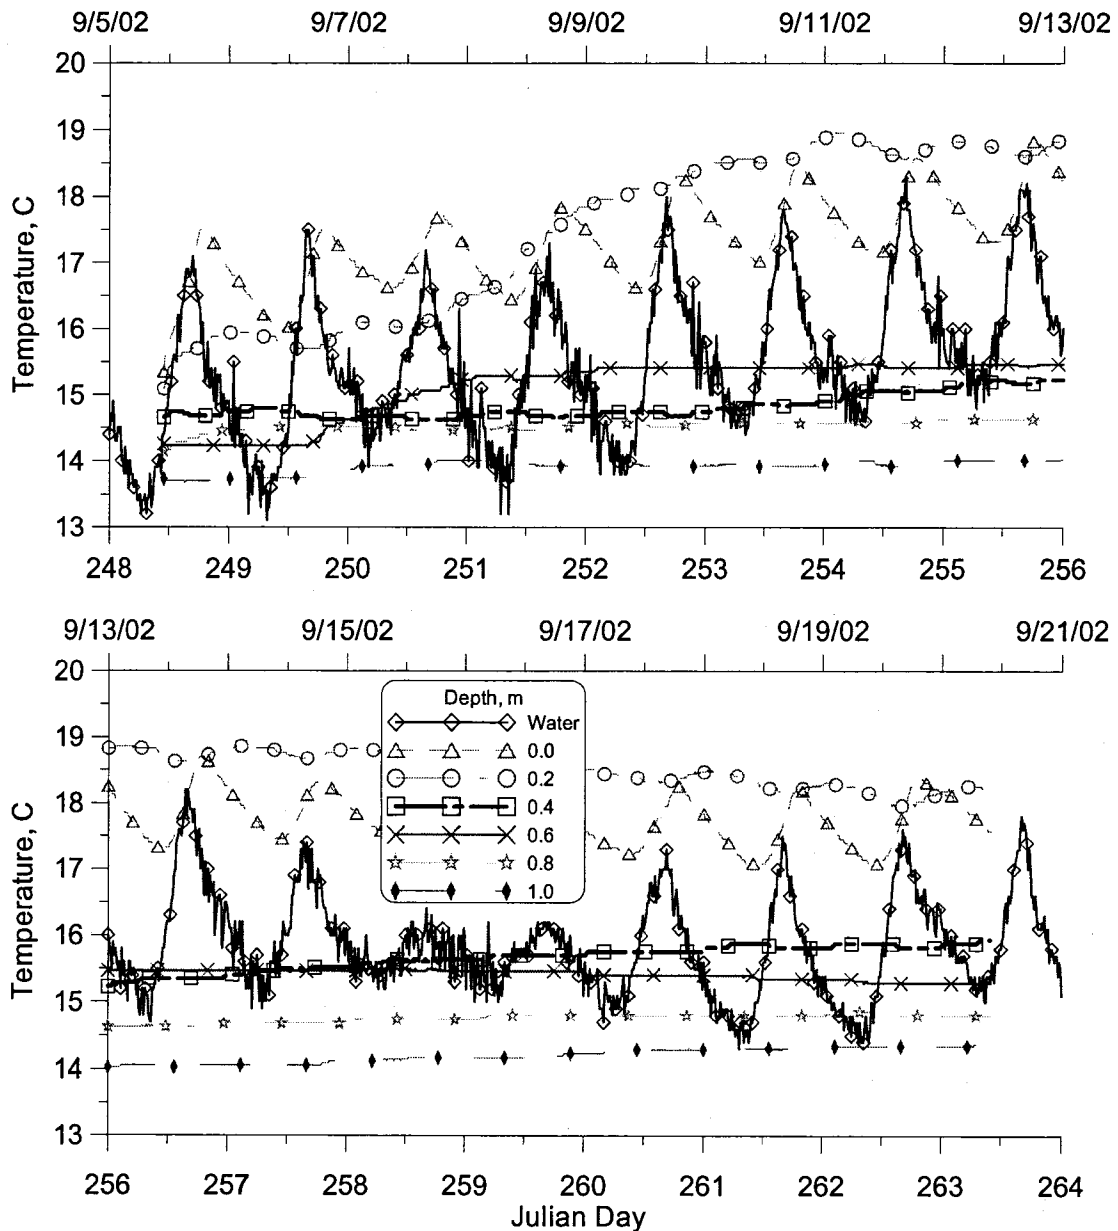 9/5/02 9/7/02 9/9/02 9/11/02 9/13/02
20
19
18
17
16
15
14
13
Temperature, C
248 249 250 251 252 253 254 255 256
9/13/02 9/15/02 9/17/02 9/19/02 9/21/02
20
19
18
17
16
15
14
13
Temperature, C
Depth, m
Water
0.0
0.2
0.4
0.6
0.8
1.0
256 257 258 259 260 261 262 263 264
Julian Day